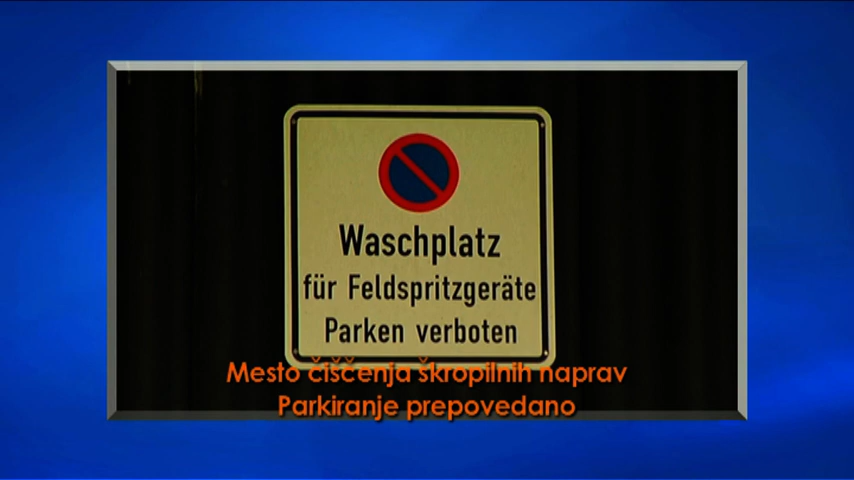 Waschplatz
für Feldspritzgeräte
Parken verboten
Mesto čiščenja škropilnih naprav
Parkiranje prepovedano